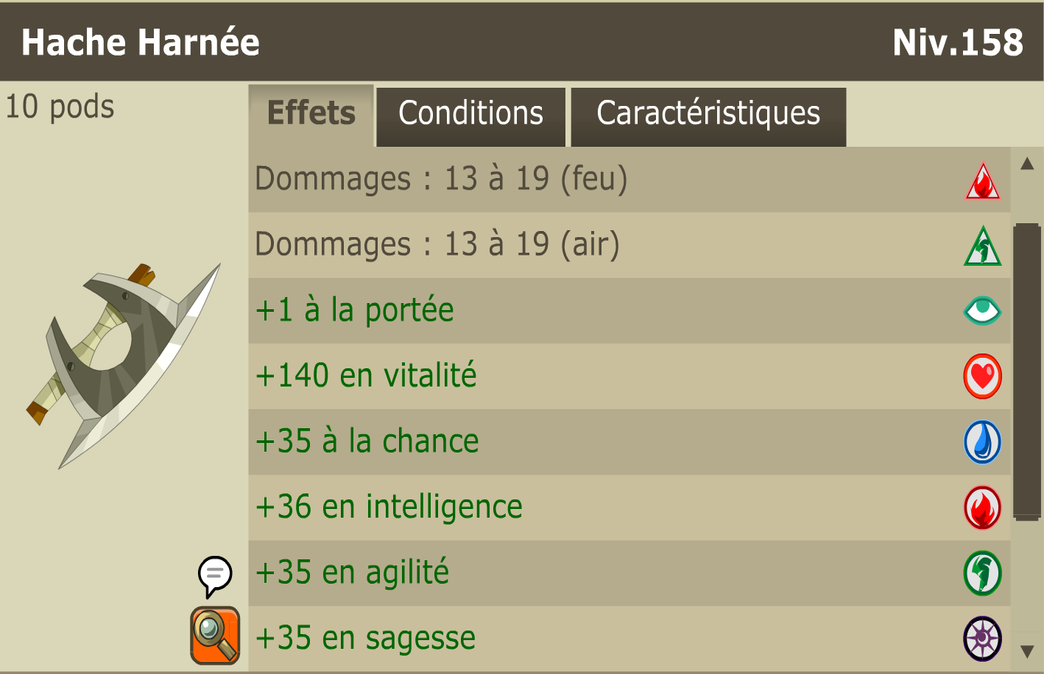 Hache Harnée
Niv.158
10 pods
Effets
Conditions
Caractéristiques
Dommages : 13 à 19 (feu)
Dommages : 13 à 19 (air)
+1 à la portée
+140 en vitalité
+35 à la chance
+36 en intelligence
+35 en agilité
+35 en sagesse